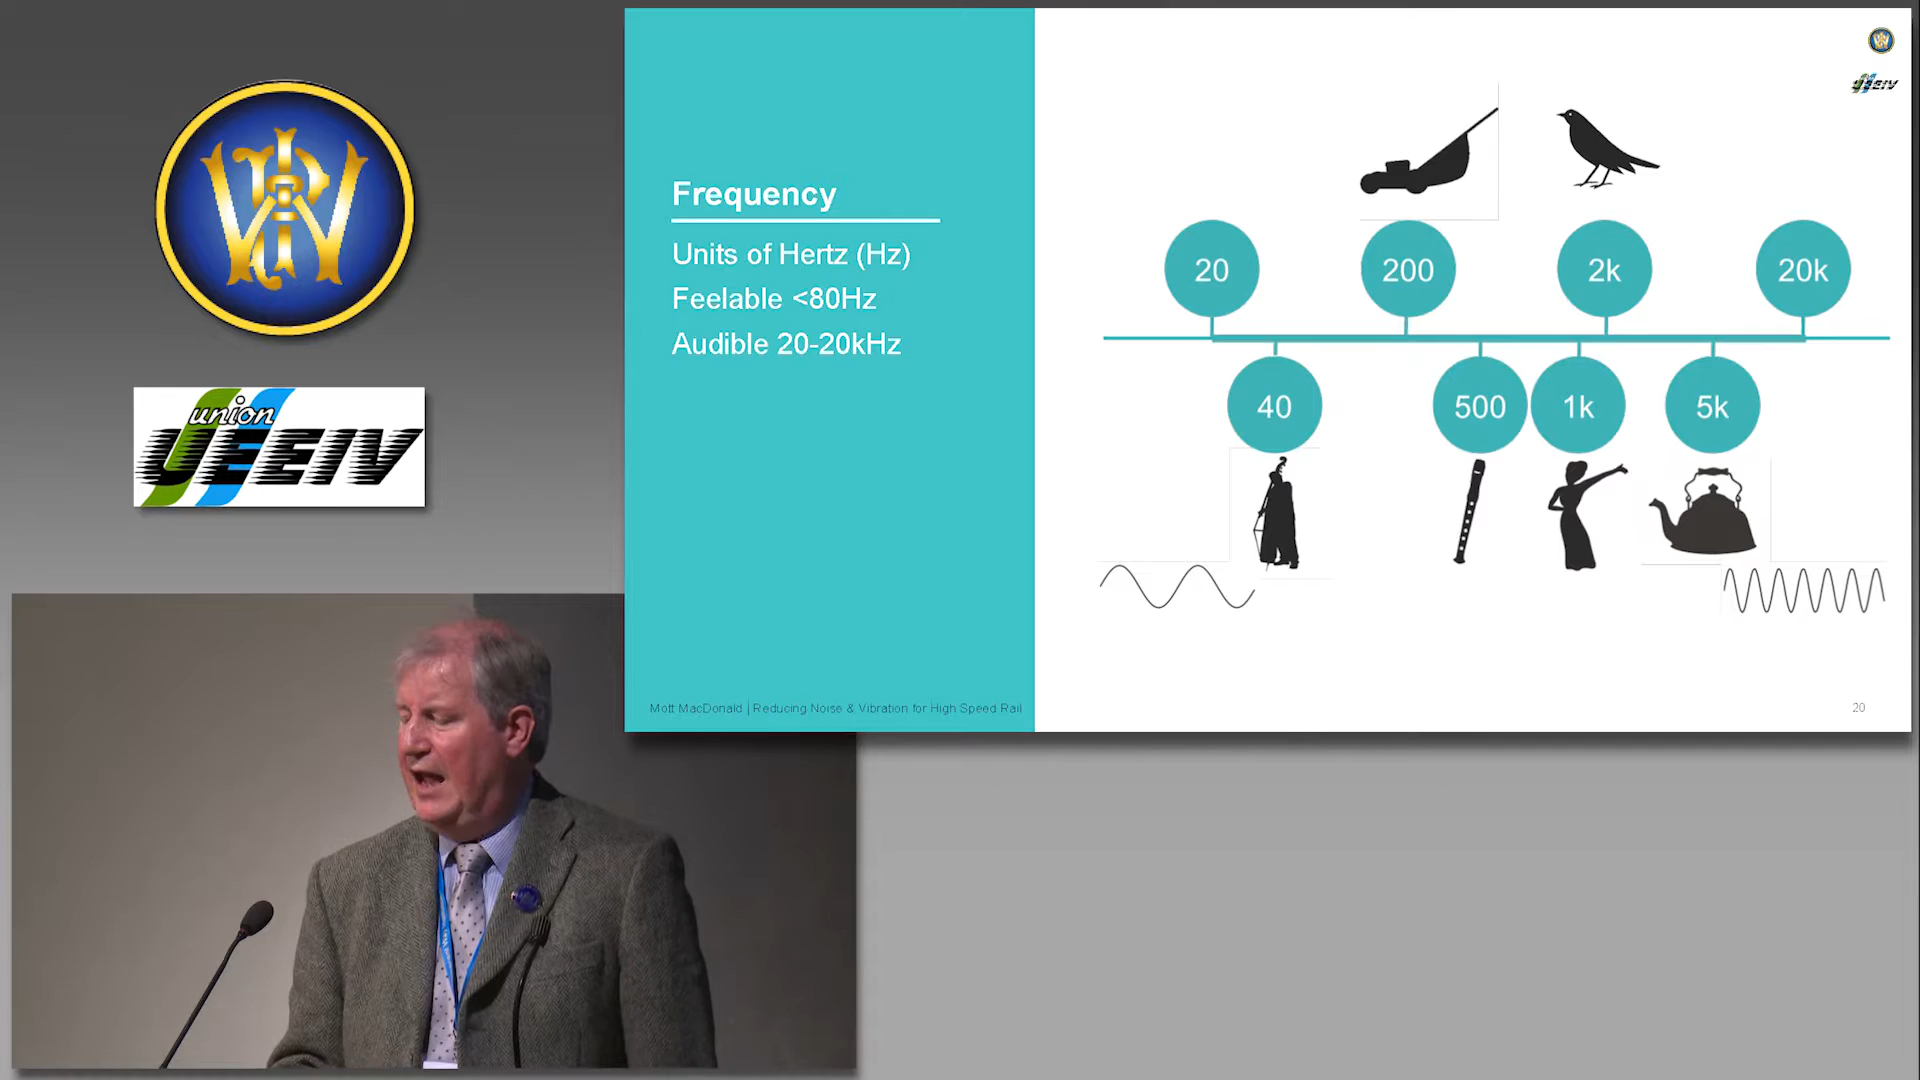 union
UEEIV
Frequency
Units of Hertz (Hz)
Feelable <80Hz
Audible 20-20kHz
20
200
2k
20k
40
500
1k
5k
Mott MacDonald | Reducing Noise & Vibration for High Speed Rail
20
UEEIV